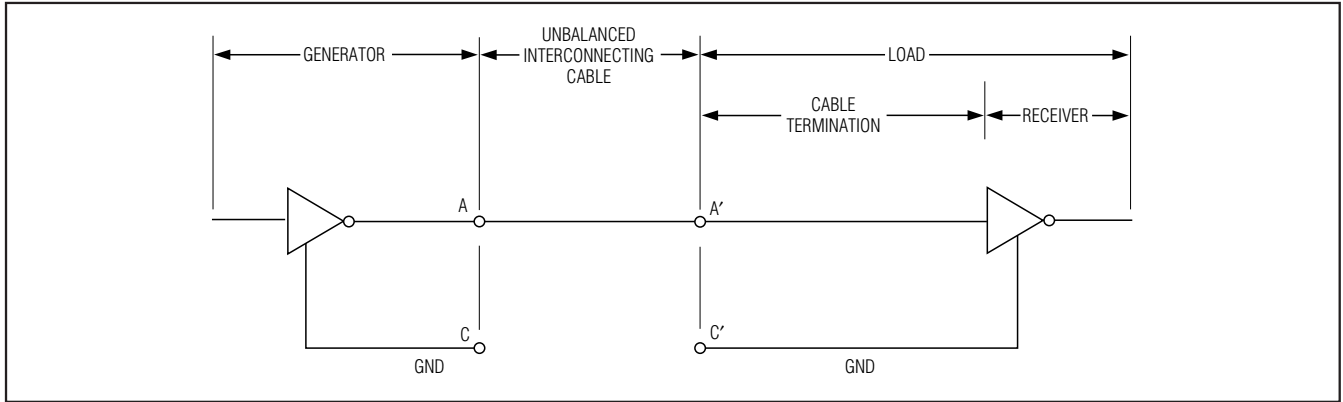 UNBALANCED
INTERCONNECTING
CABLE
GENERATOR
LOAD
CABLE
TERMINATION
RECEIVER
A
A′
C
C′
GND
GND